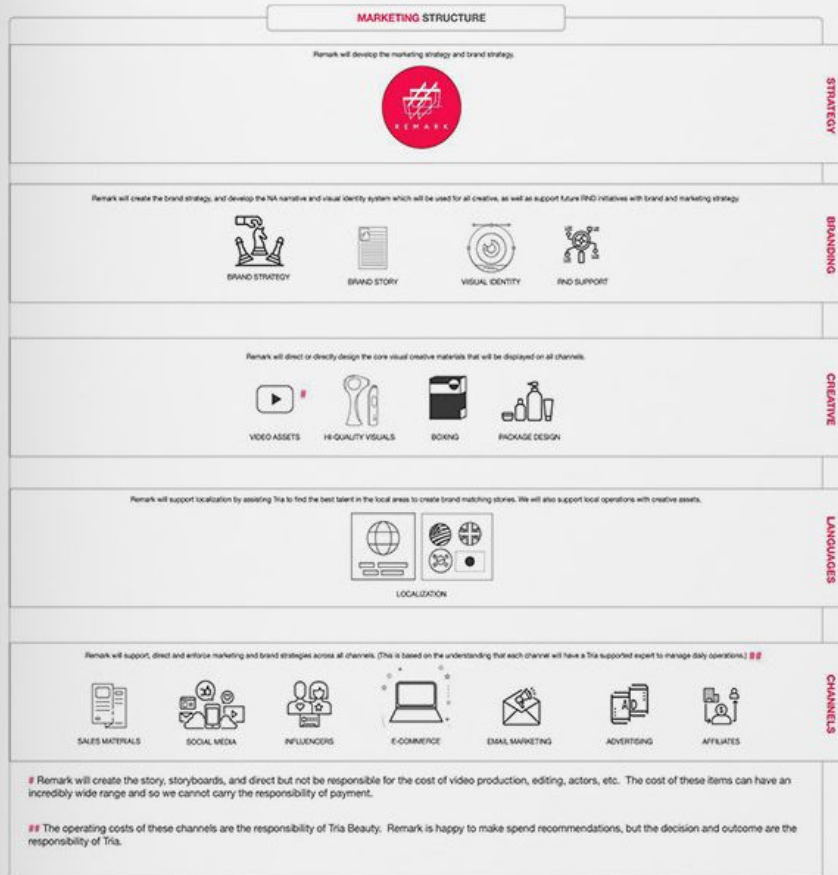 MARKETING STRUCTURE
Remark will develop the marketing strategy and brand strategy.
REMARK
STRATEGY
Remark will create the brand strategy, and develop the NA narrative and visual identity system which will be used for all creative, as well as support future RND initiatives with brand and marketing strategy.
BRAND STRATEGY
BRAND STORY
VISUAL IDENTITY
RND SUPPORT
BRANDING
Remark will direct or directly design the core visual creative materials that will be displayed on all channels.
#
VIDEO ASSETS
HI-QUALITY VISUALS
BOXING
PACKAGE DESIGN
CREATIVE
Remark will support localization by assisting Tria to find the best talent in the local areas to create brand matching stories. We will also support local operations with creative assets.
LOCALIZATION
LANGUAGES
Remark will support, direct and enforce marketing and brand strategies across all channels. (This is based on the understanding that each channel will have a Tria supported expert to manage daily operations.) ##
AD
SALES MATERIALS
SOCIAL MEDIA
INFLUENCERS
E-COMMERCE
EMAIL MARKETING
ADVERTISING
AFFILIATES
CHANNELS
# Remark will create the story, storyboards, and direct but not be responsible for the cost of video production, editing, actors, etc. The cost of these items can have an
incredibly wide range and so we cannot carry the responsibility of payment.
## The operating costs of these channels are the responsibility of Tria Beauty. Remark is happy to make spend recommendations, but the decision and outcome are the
responsibility of Tria.